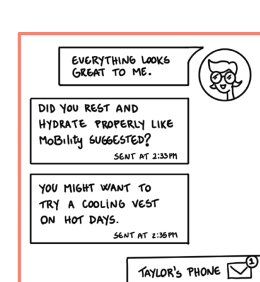 EVERYTHING LOOKS
GREAT TO ME.
DID YOU REST AND
HYDRATE PROPERLY LIKE
MoBility SUGGESTED?
SENT AT 2:33PM
YOU MIGHT WANT TO
TRY A COOLING VEST
ON HOT DAYS.
SENT AT 2:35PM
1
TAYLOR'S PHONE